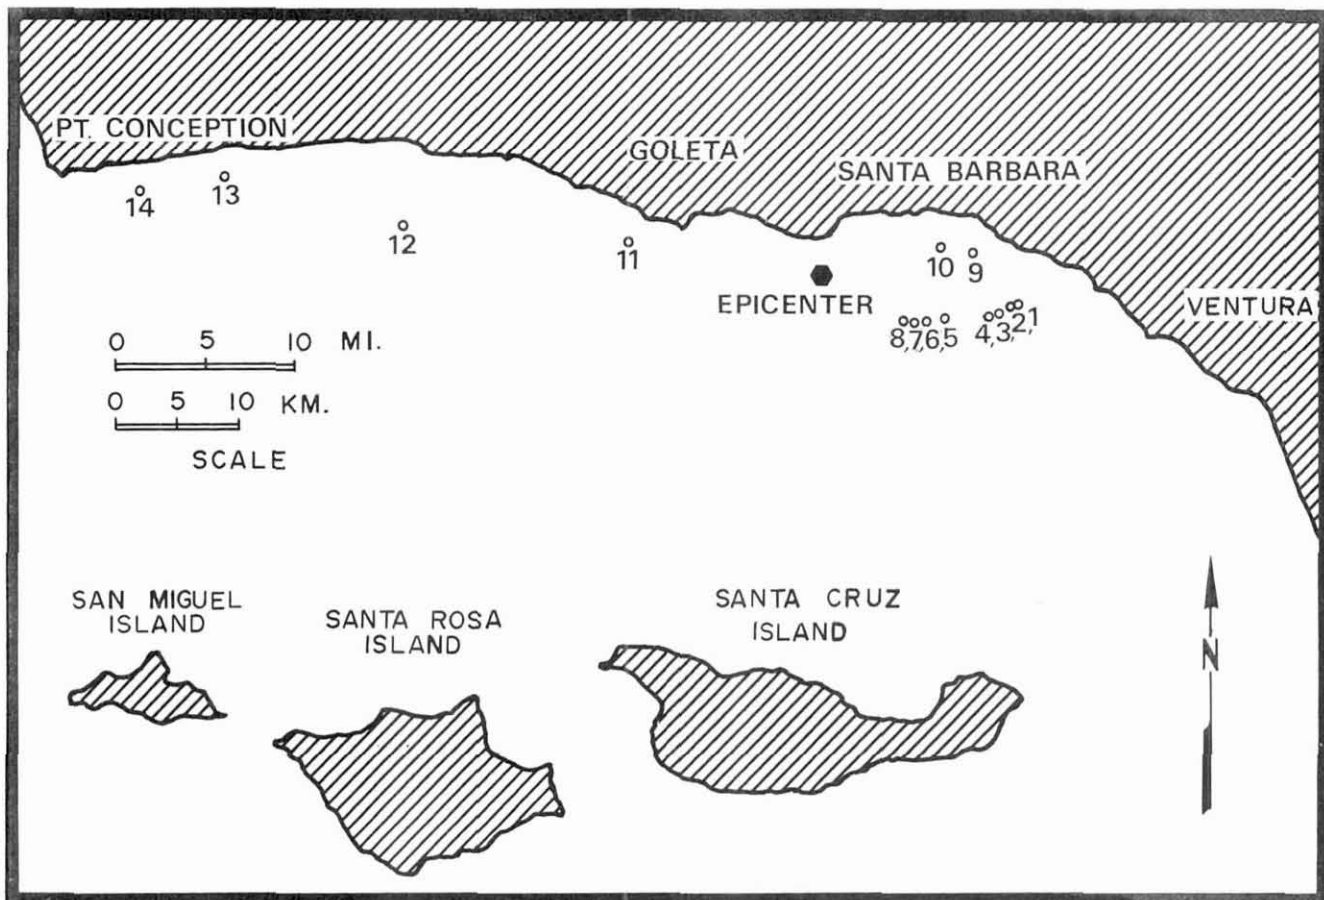 PT. CONCEPTION
GOLETA
SANTA BARBARA
14
13
12
11
10
9
EPICENTER
VENTURA
8,7,6,5
4,3,2,1
0 5 10 MI.
0 5 10 KM.
SCALE
SAN MIGUEL
ISLAND
SANTA ROSA
ISLAND
SANTA CRUZ
ISLAND
N